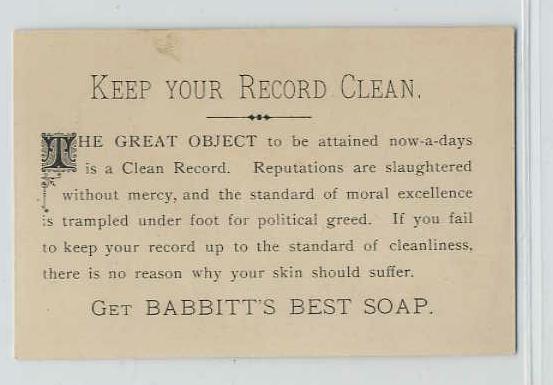 KEEP YOUR RECORD CLEAN.
THE GREAT OBJECT to be attained now-a-days
is a Clean Record. Reputations are slaughtered
without mercy, and the standard of moral excellence
is trampled under foot for political greed. If you fail
to keep your record up to the standard of cleanliness,
there is no reason why your skin should suffer.
GET BABBITT'S BEST SOAP.